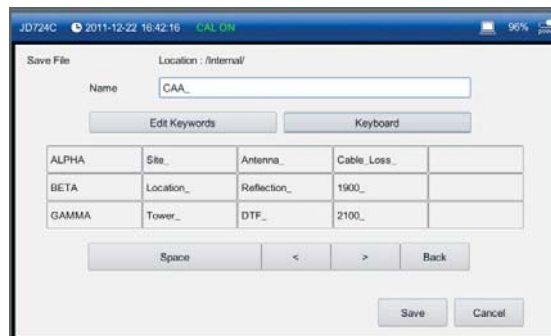 JD724C 2011-12-22 16:42:16 CAL ON 96%
Save File Location : /Internal/
Name CAA_
Edit Keywords Keyboard
ALPHA Site_ Antenna_ Cable_Loss_
BETA Location_ Reflection_ 1900_
GAMMA Tower_ DTF_ 2100_
Space < > Back
Save Cancel